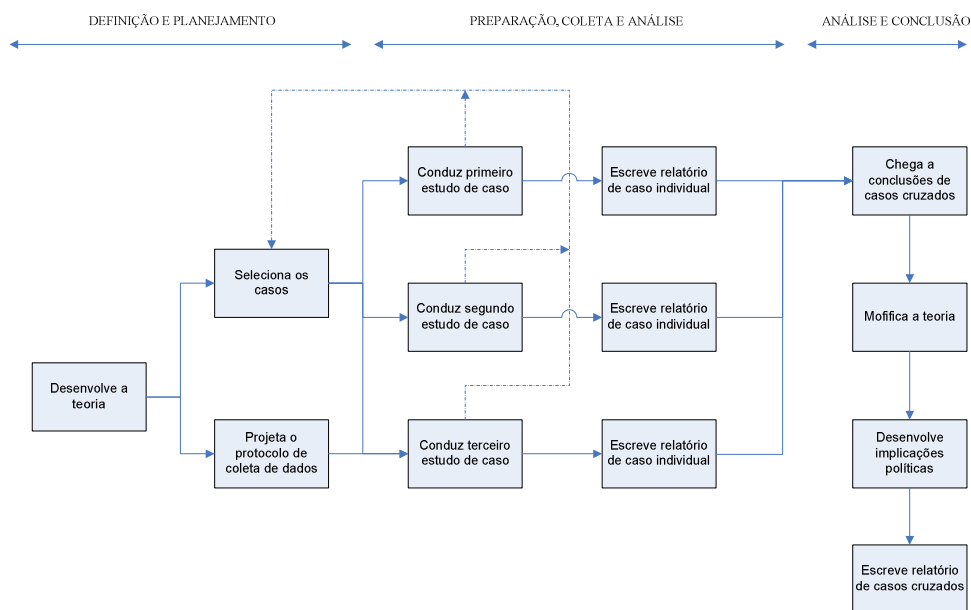 DEFINIÇÃO E PLANEJAMENTO
PREPARAÇÃO, COLETA E ANÁLISE
ANÁLISE E CONCLUSÃO
Conduz primeiro
estudo de caso
Escreve relatório
de caso individual
Chega a
conclusões de
casos cruzados
Seleciona os
casos
Conduz segundo
estudo de caso
Escreve relatório
de caso individual
Mofifica a teoria
Desenvolve a
teoria
Projeta o
protocolo de
coleta de dados
Conduz terceiro
estudo de caso
Escreve relatório
de caso individual
Desenvolve
implicações
políticas
Escreve relatório
de casos cruzados